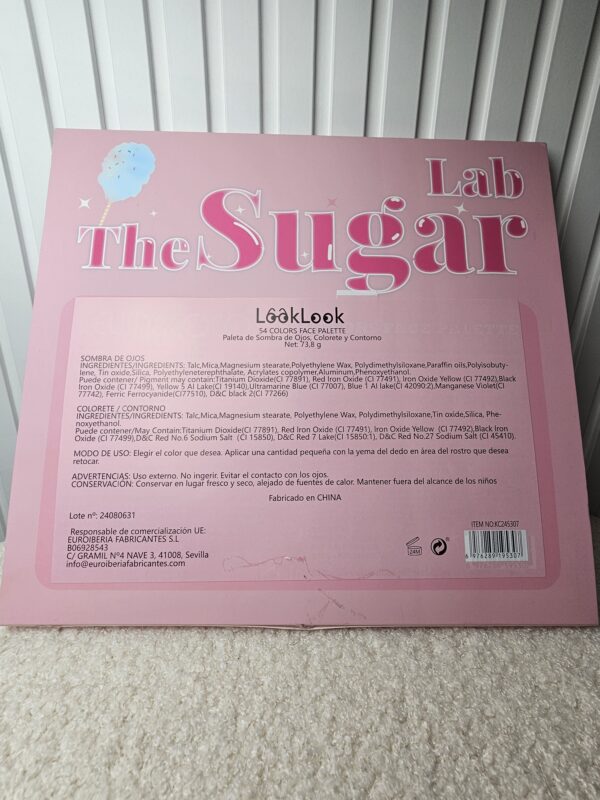 Lab
The Sugar
LookLook
54 COLORS FACE PALETTE
Paleta de Sombra de Ojos, Colorete y Contorno
Net: 73,8 g
SOMBRA DE OJOS
INGREDIENTES/INGREDIENTS: Talc,Mica,Magnesium stearate,Polyethylene Wax, Polydimethylsiloxane,Paraffin oils,Polyisobuty-
lene, Tin oxide,Silica, Polyethyleneterephthalate, Acrylates copolymer,Aluminum,Phenoxyethanol.
Puede contener/ Pigment may contain:Titanium Dioxide(CI 77891), Red Iron Oxide (CI 77491), Iron Oxide Yellow (CI 77492),Black
Iron Oxide (CI 77499), Yellow 5 Al Lake(CI 19140),Ultramarine Blue (CI 77007), Blue 1 Al lake(CI 42090:2),Manganese Violet(CI
77742), Ferric Ferrocyanide(CI77510), D&C black 2(CI 77266)
COLORETE / CONTORNO
INGREDIENTES/INGREDIENTS: Talc,Mica,Magnesium stearate, Polyethylene Wax, Polydimethylsiloxane,Tin oxide,Silica, Phe-
noxyethanol.
Puede contener/May Contain:Titanium Dioxide(CI 77891), Red Iron Oxide (CI 77491), Iron Oxide Yellow (CI 77492),Black Iron
Oxide (CI 77499),D&C Red No.6 Sodium Salt (CI 15850), D&C Red 7 Lake(CI 15850:1), D&C Red No.27 Sodium Salt (CI 45410).
MODO DE USO: Elegir el color que desea. Aplicar una cantidad pequeña con la yema del dedo en área del rostro que desea
retocar.
ADVERTENCIAS: Uso externo. No ingerir. Evitar el contacto con los ojos.
CONSERVACIÓN: Conservar en lugar fresco y seco, alejado de fuentes de calor. Mantener fuera del alcance de los niños
Fabricado en CHINA
Lote nº: 24080631
Responsable de comercialización UE:
EUROIBERIA FABRICANTES S.L
B06928543
C/ GRAMIL Nº4 NAVE 3, 41008, Sevilla
info@euroiberiafabricantes.com
ITEM NO:KC245307
24M
6 976289 195307